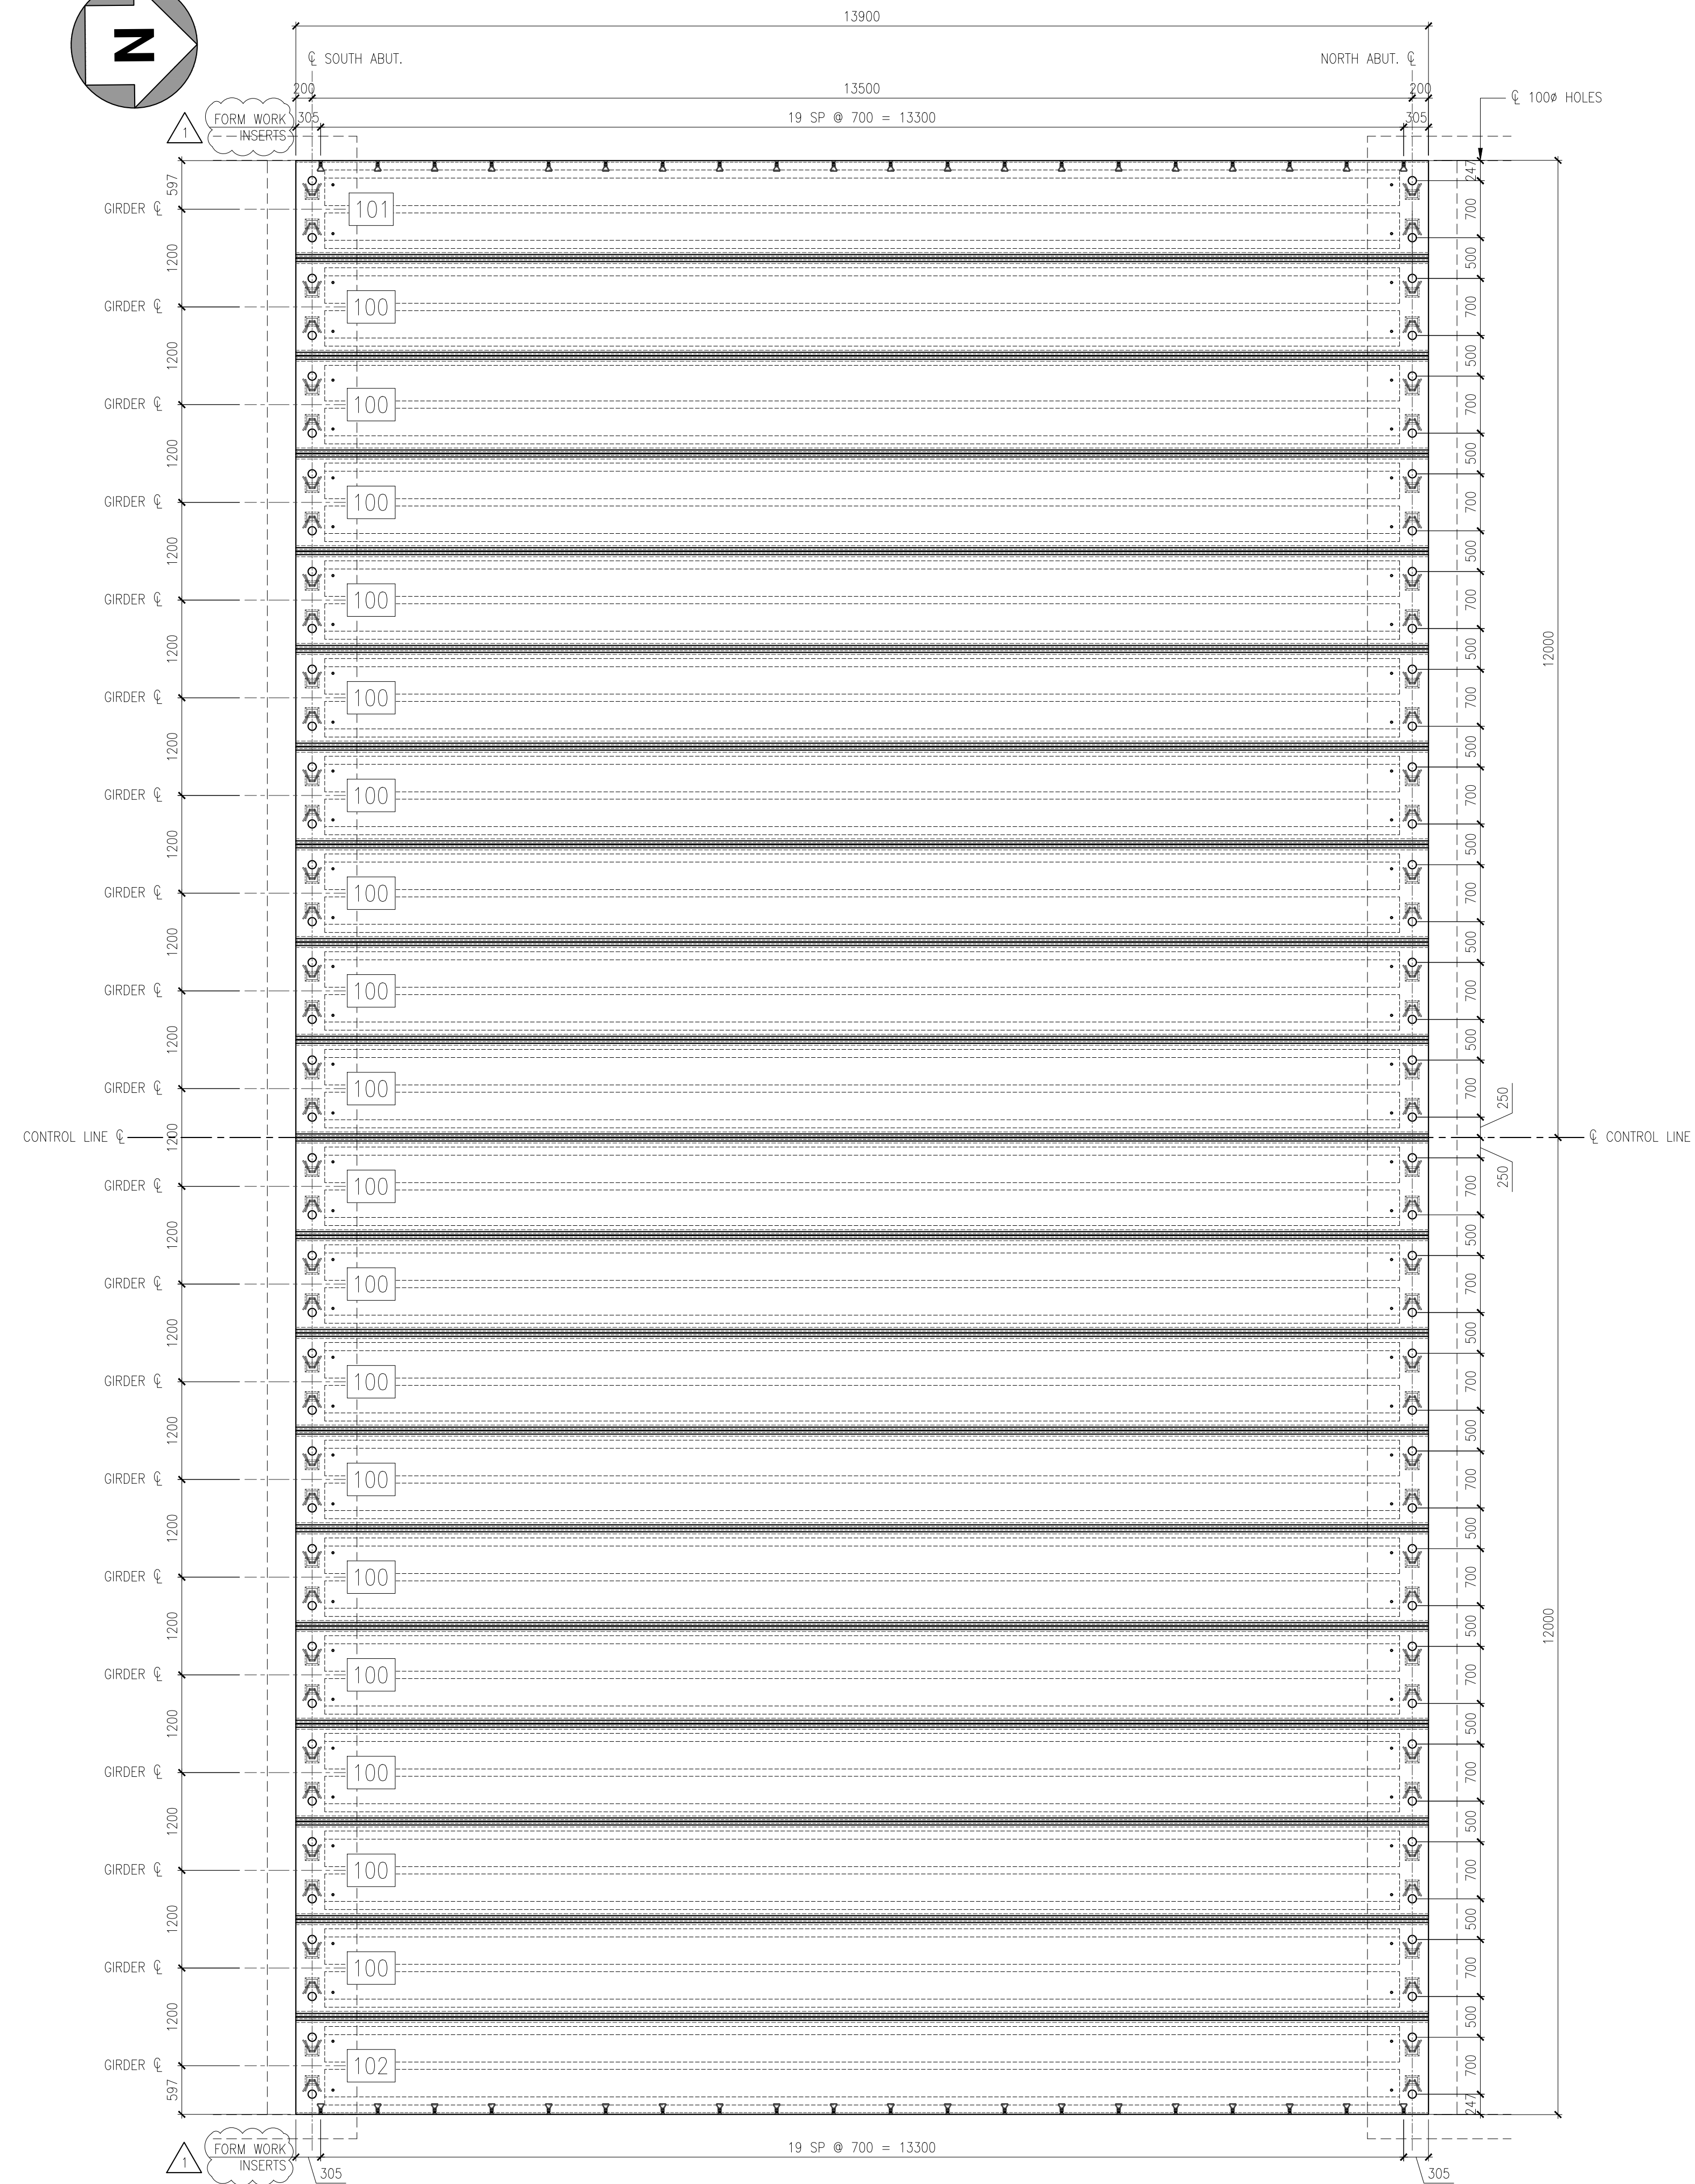 N
13900
℄ SOUTH ABUT.
NORTH ABUT. ℄
200
13500
200
℄ 100ø HOLES
1
FORM WORK
INSERTS
305
19 SP @ 700 = 13300
305
597
247
GIRDER ℄
101
700
1200
500
GIRDER ℄
100
700
1200
500
GIRDER ℄
100
700
1200
500
GIRDER ℄
100
700
1200
500
GIRDER ℄
100
700
1200
500
12000
GIRDER ℄
100
700
1200
500
GIRDER ℄
100
700
1200
500
GIRDER ℄
100
700
1200
500
GIRDER ℄
100
700
1200
500
GIRDER ℄
100
700
250
CONTROL LINE ℄
1200
℄ CONTROL LINE
250
GIRDER ℄
100
700
1200
500
GIRDER ℄
100
700
1200
500
GIRDER ℄
100
700
1200
500
GIRDER ℄
100
700
1200
500
GIRDER ℄
100
700
1200
500
12000
GIRDER ℄
100
700
1200
500
GIRDER ℄
100
700
1200
500
GIRDER ℄
100
700
1200
500
GIRDER ℄
100
700
1200
500
GIRDER ℄
102
700
597
247
1
FORM WORK
INSERTS
305
19 SP @ 700 = 13300
305